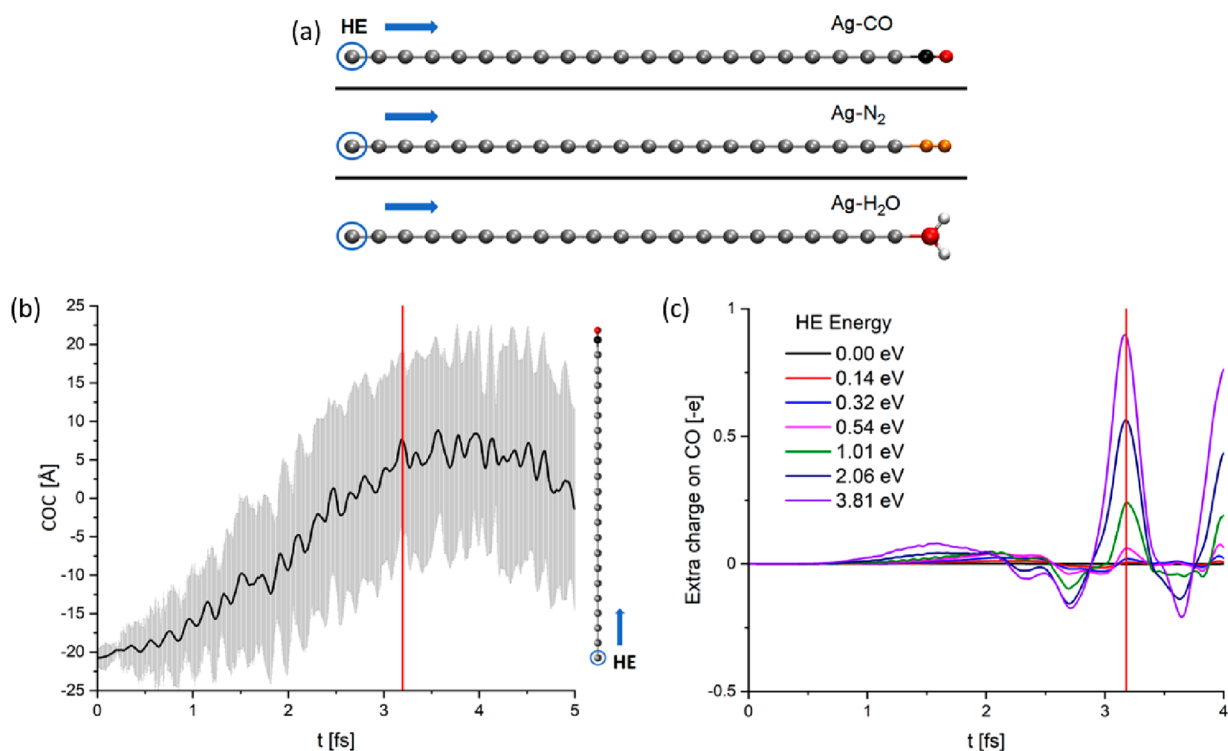 (a)
HE
Ag-CO
Ag-N₂
Ag-H₂O
(b)
25
20
15
10
5
0
-5
-10
-15
-20
-25
COC [Å]
0 1 2 3 4 5
t [fs]
HE
(c)
1
0.5
0
-0.5
Extra charge on CO [-e]
HE Energy
0.00 eV
0.14 eV
0.32 eV
0.54 eV
1.01 eV
2.06 eV
3.81 eV
0 1 2 3 4
t [fs]